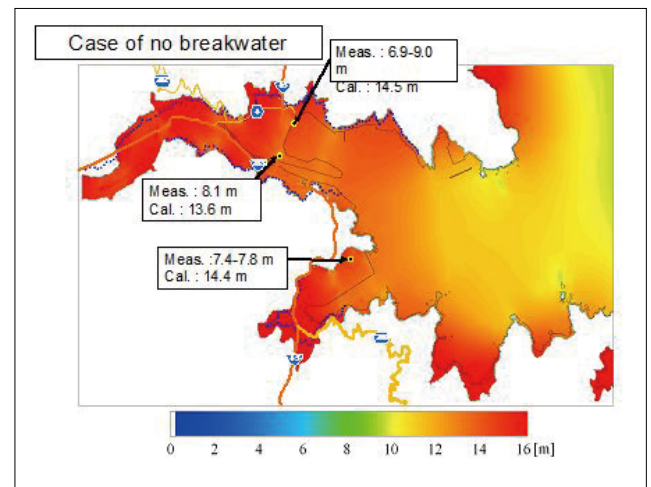 Case of no breakwater
Meas. : 6.9-9.0
m
Cal. : 14.5 m
Meas. : 8.1 m
Cal. : 13.6 m
Meas. :7.4-7.8 m
Cal. : 14.4 m
0 2 4 6 8 10 12 14 16 [m]